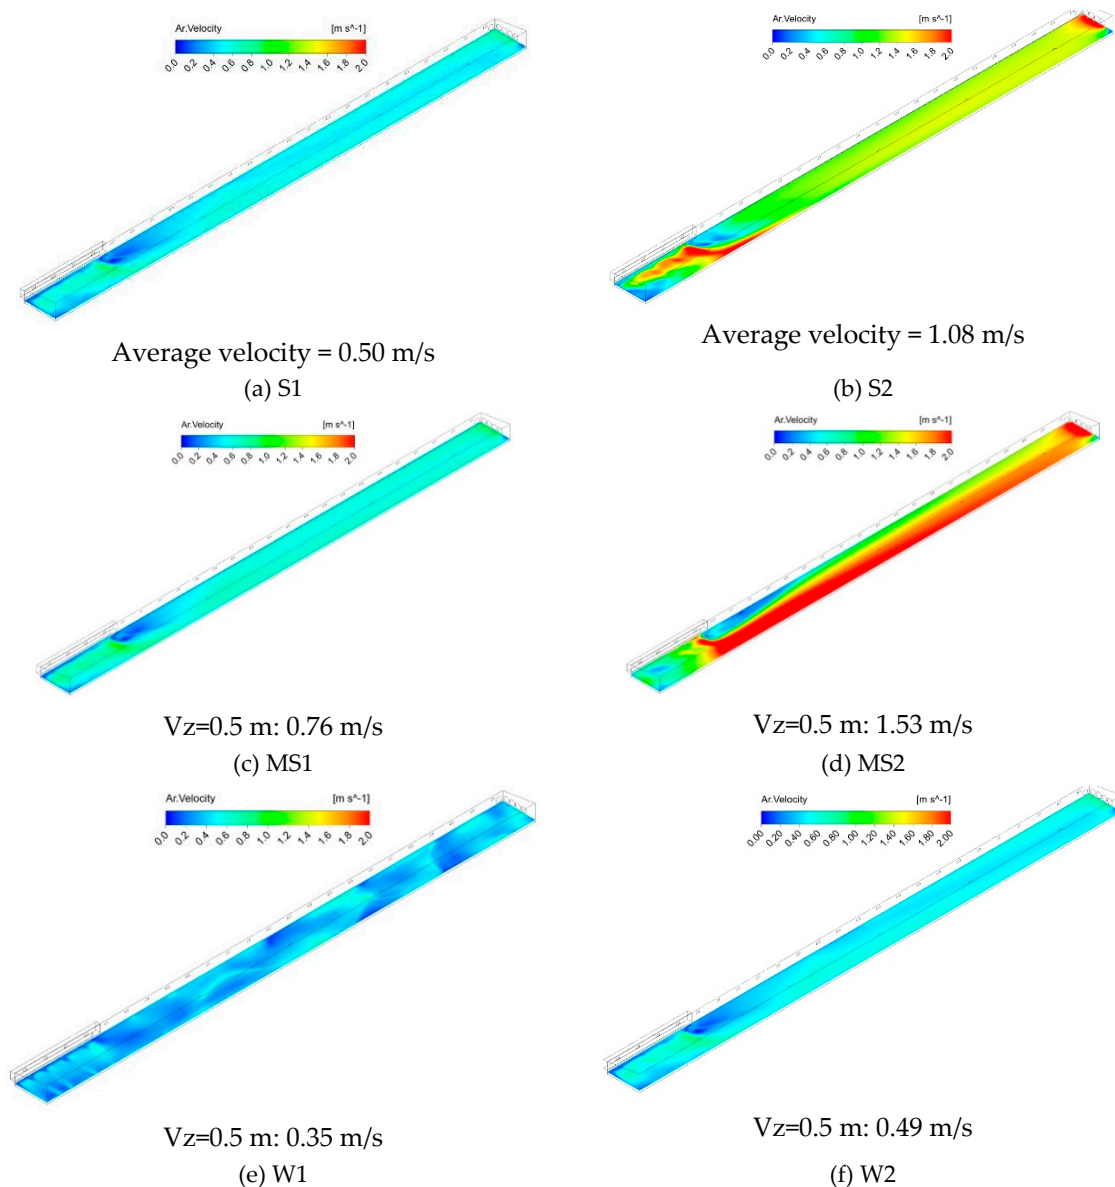 Ar.Velocity [m s^-1]
0.0 0.2 0.4 0.6 0.8 1.0 1.2 1.4 1.6 1.8 2.0
Average velocity = 0.50 m/s
(a) S1
Ar.Velocity [m s^-1]
0.0 0.2 0.4 0.6 0.8 1.0 1.2 1.4 1.6 1.8 2.0
Average velocity = 1.08 m/s
(b) S2
Ar.Velocity [m s^-1]
0.0 0.2 0.4 0.6 0.8 1.0 1.2 1.4 1.6 1.8 2.0
Vz=0.5 m: 0.76 m/s
(c) MS1
Ar.Velocity [m s^-1]
0.0 0.2 0.4 0.6 0.8 1.0 1.2 1.4 1.6 1.8 2.0
Vz=0.5 m: 1.53 m/s
(d) MS2
Ar.Velocity [m s^-1]
0.0 0.2 0.4 0.6 0.8 1.0 1.2 1.4 1.6 1.8 2.0
Vz=0.5 m: 0.35 m/s
(e) W1
Ar.Velocity [m s^-1]
0.00 0.20 0.40 0.60 0.80 1.00 1.20 1.40 1.60 1.80 2.00
Vz=0.5 m: 0.49 m/s
(f) W2